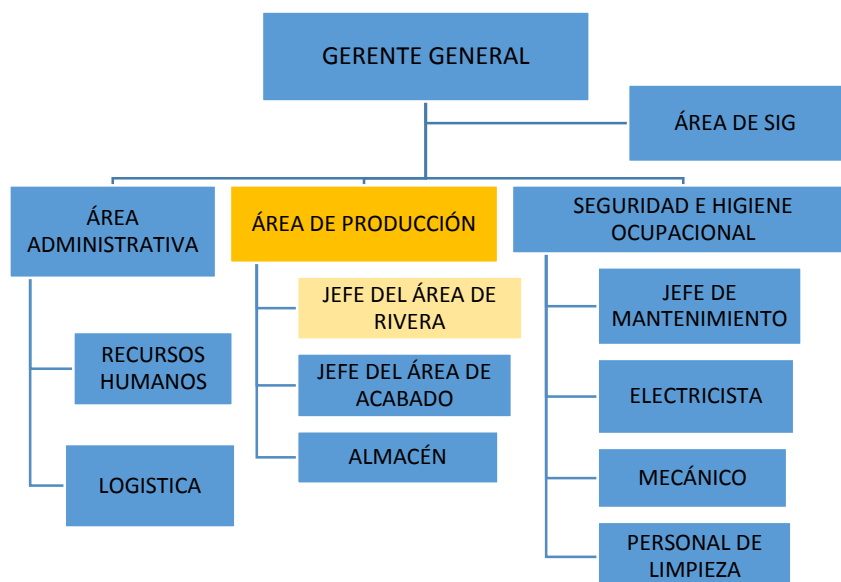 GERENTE GENERAL
ÁREA DE SIG
ÁREA
ADMINISTRATIVA
RECURSOS
HUMANOS
LOGISTICA
ÁREA DE PRODUCCIÓN
JEFE DEL ÁREA DE
RIVERA
JEFE DEL ÁREA DE
ACABADO
ALMACÉN
SEGURIDAD E HIGIENE
OCUPACIONAL
JEFE DE
MANTENIMIENTO
ELECTRICISTA
MECÁNICO
PERSONAL DE
LIMPIEZA